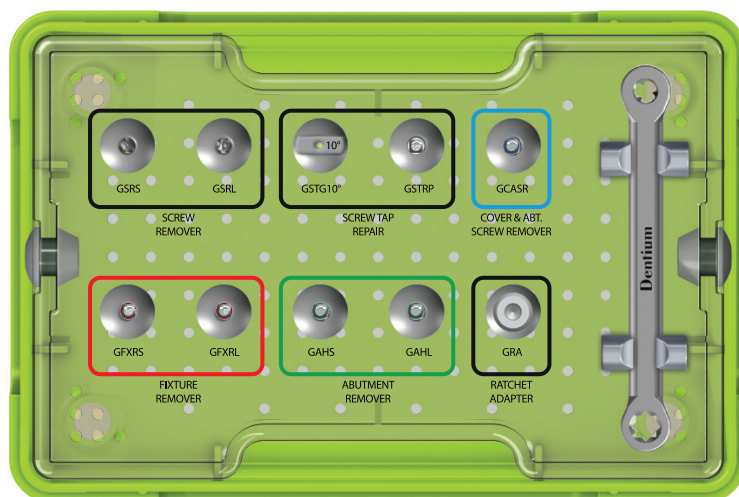 10°
GSRS
GSRL
GSTG10°
GSTRP
GCASR
SCREW
REMOVER
SCREW TAP
REPAIR
COVER & ABT.
SCREW REMOVER
Dentium
GFXRS
GFXRL
GAHS
GAHL
GRA
FIXTURE
REMOVER
ABUTMENT
REMOVER
RATCHET
ADAPTER